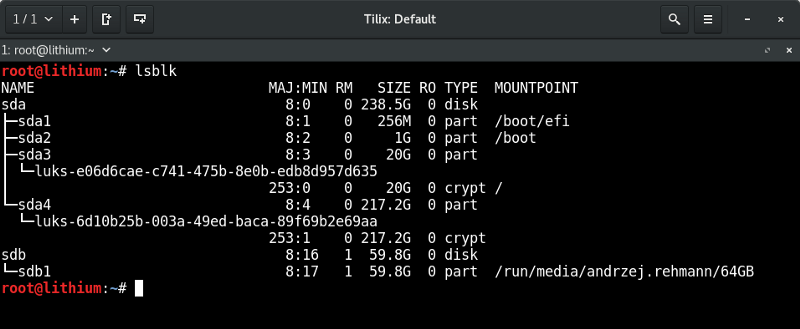 1 / 1
Tilix: Default
1: root@lithium:~
root@lithium:~# lsblk
NAME MAJ:MIN RM SIZE RO TYPE MOUNTPOINT
sda 8:0 0 238.5G 0 disk
├─sda1 8:1 0 256M 0 part /boot/efi
├─sda2 8:2 0 1G 0 part /boot
├─sda3 8:3 0 20G 0 part
│ └─luks-e06d6cae-c741-475b-8e0b-edb8d957d635
│ 253:0 0 20G 0 crypt /
└─sda4 8:4 0 217.2G 0 part
└─luks-6d10b25b-003a-49ed-baca-89f69b2e69aa
253:1 0 217.2G 0 crypt
sdb 8:16 1 59.8G 0 disk
└─sdb1 8:17 1 59.8G 0 part /run/media/andrzej.rehmann/64GB
root@lithium:~#